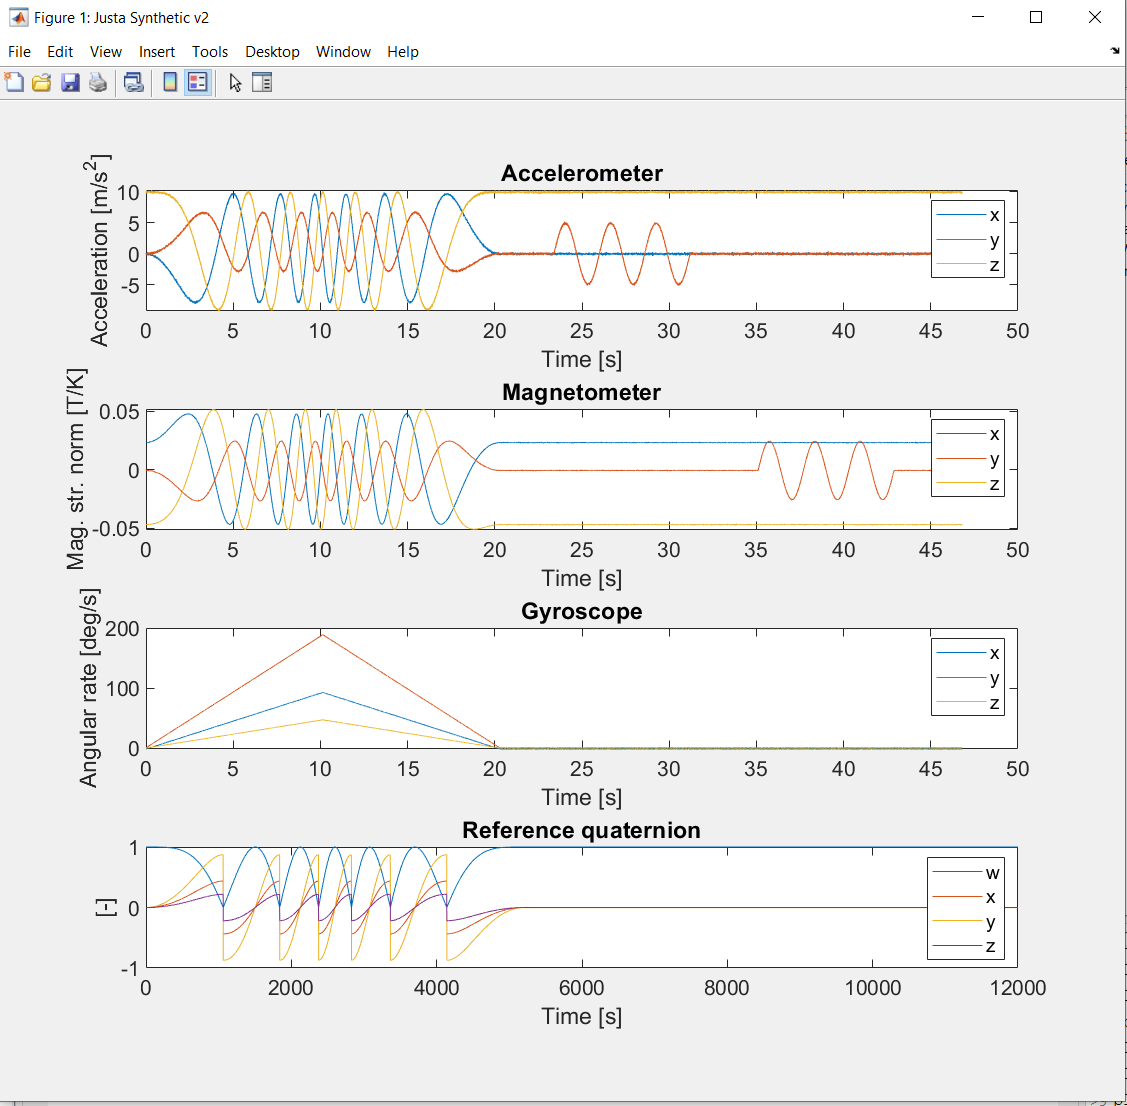 Figure 1: Justa Synthetic v2
File Edit View Insert Tools Desktop Window Help
Accelerometer
Acceleration [m/s²]
10
5
0
-5
x
y
z
0 5 10 15 20 25 30 35 40 45 50
Time [s]
Magnetometer
Mag. str. norm [T/K]
0.05
0
-0.05
x
y
z
0 5 10 15 20 25 30 35 40 45 50
Time [s]
Gyroscope
Angular rate [deg/s]
200
100
0
x
y
z
0 5 10 15 20 25 30 35 40 45 50
Time [s]
Reference quaternion
[-]
1
0
-1
w
x
y
z
0 2000 4000 6000 8000 10000 12000
Time [s]